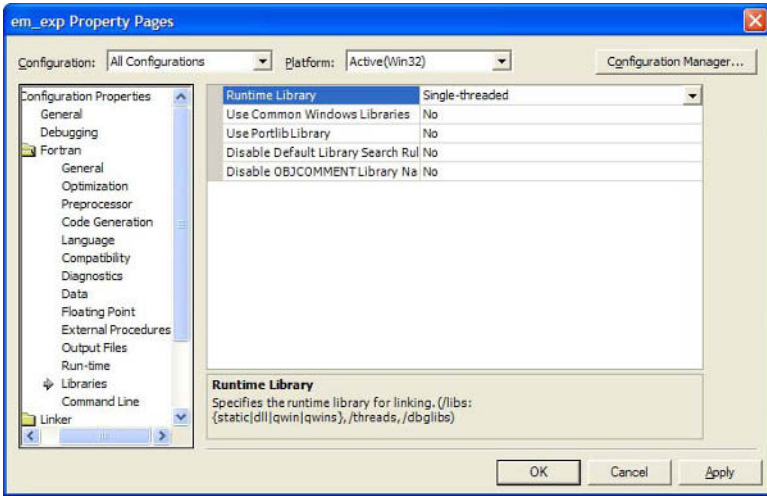 em_exp Property Pages
Configuration: All Configurations Platform: Active(Win32) Configuration Manager...
Configuration Properties
General
Debugging
Fortran
General
Optimization
Preprocessor
Code Generation
Language
Compatibility
Diagnostics
Data
Floating Point
External Procedures
Output Files
Run-time
Libraries
Command Line
Linker
Runtime Library Single-threaded
Use Common Windows Libraries No
Use Portlib Library No
Disable Default Library Search Rul No
Disable OBJCOMMENT Library Na No
Runtime Library
Specifies the runtime library for linking. (/libs:
{static|dll|qwin|qwins},/threads,/dbglibs)
OK Cancel Apply